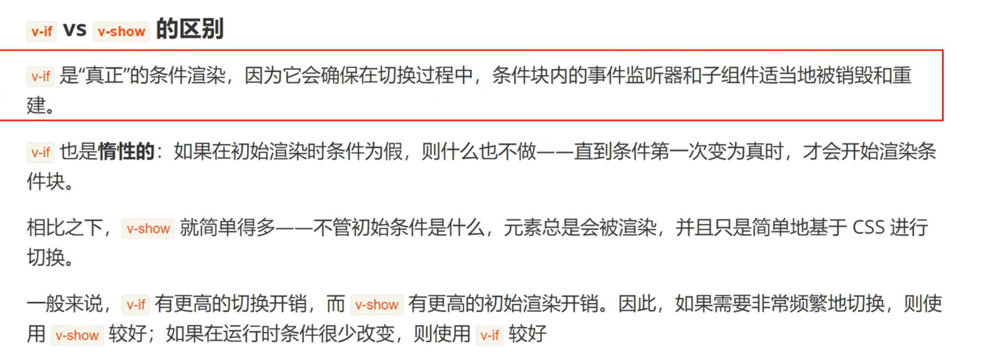 v-if vs v-show 的区别
v-if 是“真正”的条件渲染，因为它会确保在切换过程中，条件块内的事件监听器和子组件适当地被销毁和重
建。
v-if 也是惰性的：如果在初始渲染时条件为假，则什么也不做——直到条件第一次变为真时，才会开始渲染条
件块。
相比之下，v-show 就简单得多——不管初始条件是什么，元素总是会被渲染，并且只是简单地基于 CSS 进行
切换。
一般来说，v-if 有更高的切换开销，而 v-show 有更高的初始渲染开销。因此，如果需要非常频繁地切换，则使
用 v-show 较好；如果在运行时条件很少改变，则使用 v-if 较好